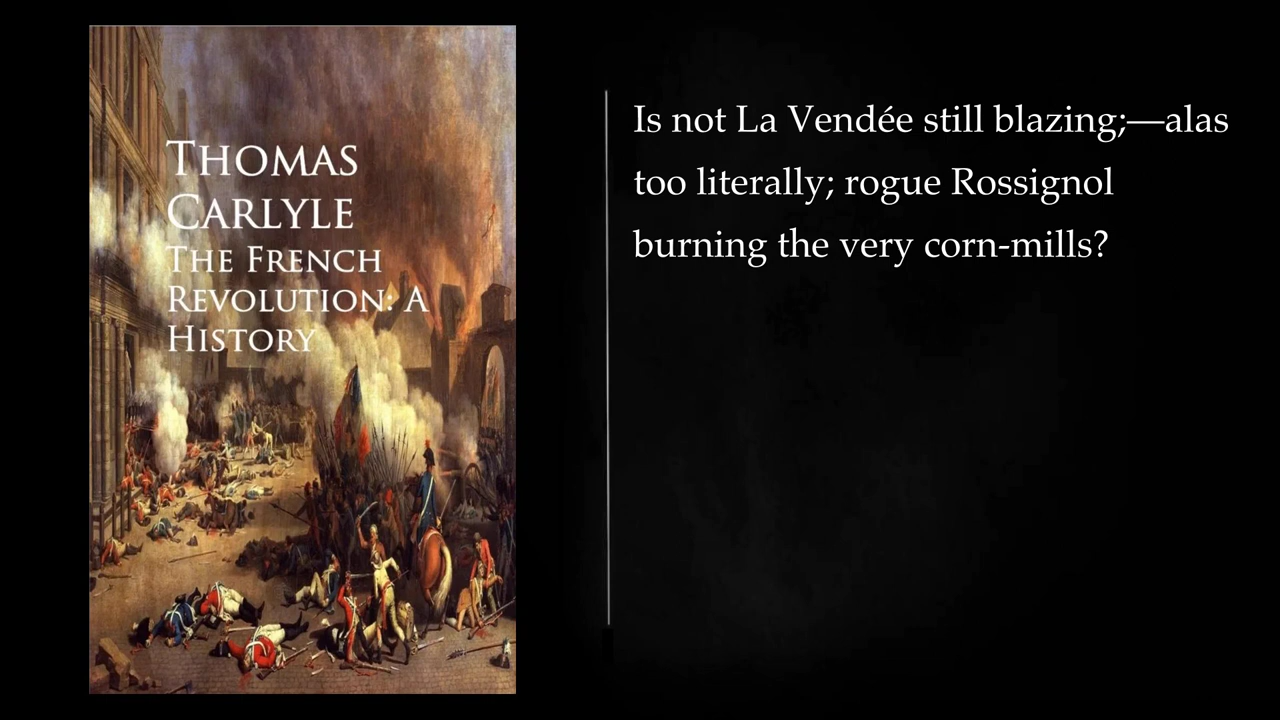 THOMAS
CARLYLE
THE FRENCH
REVOLUTION: A
HISTORY
Is not La Vendée still blazing;—alas
too literally; rogue Rossignol
burning the very corn-mills?